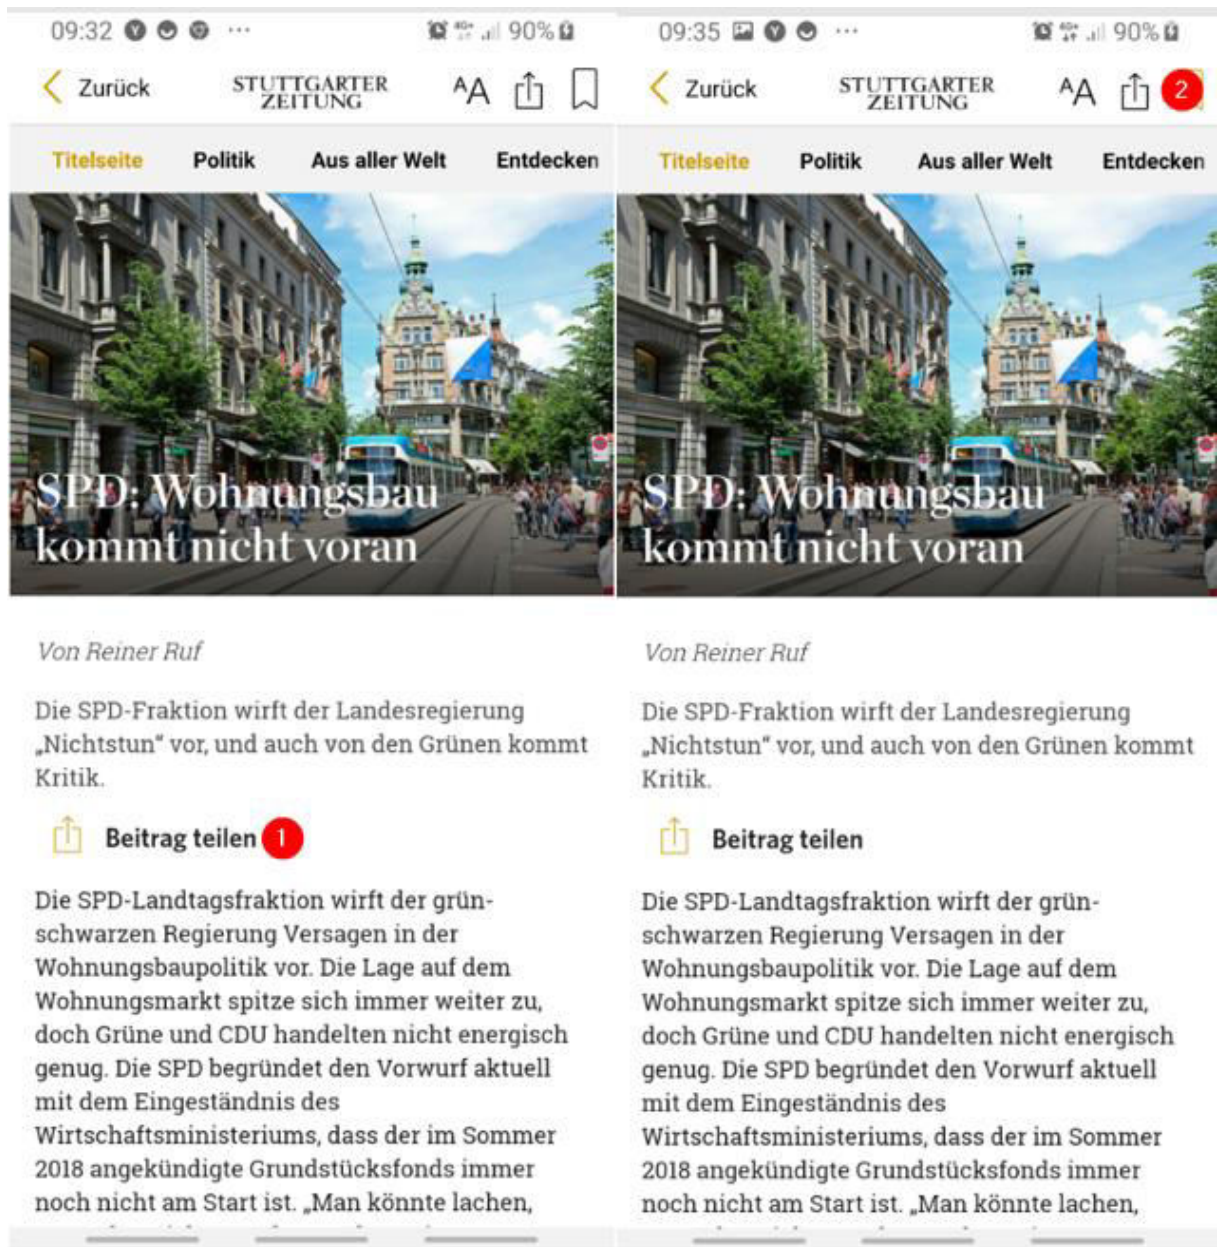 09:32 ... 4G+ 90%
Zurück STUTTGARTER ZEITUNG AA
Titelseite Politik Aus aller Welt Entdecken
SPD: Wohnungsbau
kommt nicht voran
Von Reiner Ruf
Die SPD-Fraktion wirft der Landesregierung
„Nichtstun“ vor, und auch von den Grünen kommt
Kritik.
Beitrag teilen 1
Die SPD-Landtagsfraktion wirft der grün-
schwarzen Regierung Versagen in der
Wohnungsbaupolitik vor. Die Lage auf dem
Wohnungsmarkt spitze sich immer weiter zu,
doch Grüne und CDU handelten nicht energisch
genug. Die SPD begründet den Vorwurf aktuell
mit dem Eingeständnis des
Wirtschaftsministeriums, dass der im Sommer
2018 angekündigte Grundstücksfonds immer
noch nicht am Start ist. „Man könnte lachen,
09:35 ... 4G+ 90%
Zurück STUTTGARTER ZEITUNG AA 2
Titelseite Politik Aus aller Welt Entdecken
SPD: Wohnungsbau
kommt nicht voran
Von Reiner Ruf
Die SPD-Fraktion wirft der Landesregierung
„Nichtstun“ vor, und auch von den Grünen kommt
Kritik.
Beitrag teilen
Die SPD-Landtagsfraktion wirft der grün-
schwarzen Regierung Versagen in der
Wohnungsbaupolitik vor. Die Lage auf dem
Wohnungsmarkt spitze sich immer weiter zu,
doch Grüne und CDU handelten nicht energisch
genug. Die SPD begründet den Vorwurf aktuell
mit dem Eingeständnis des
Wirtschaftsministeriums, dass der im Sommer
2018 angekündigte Grundstücksfonds immer
noch nicht am Start ist. „Man könnte lachen,